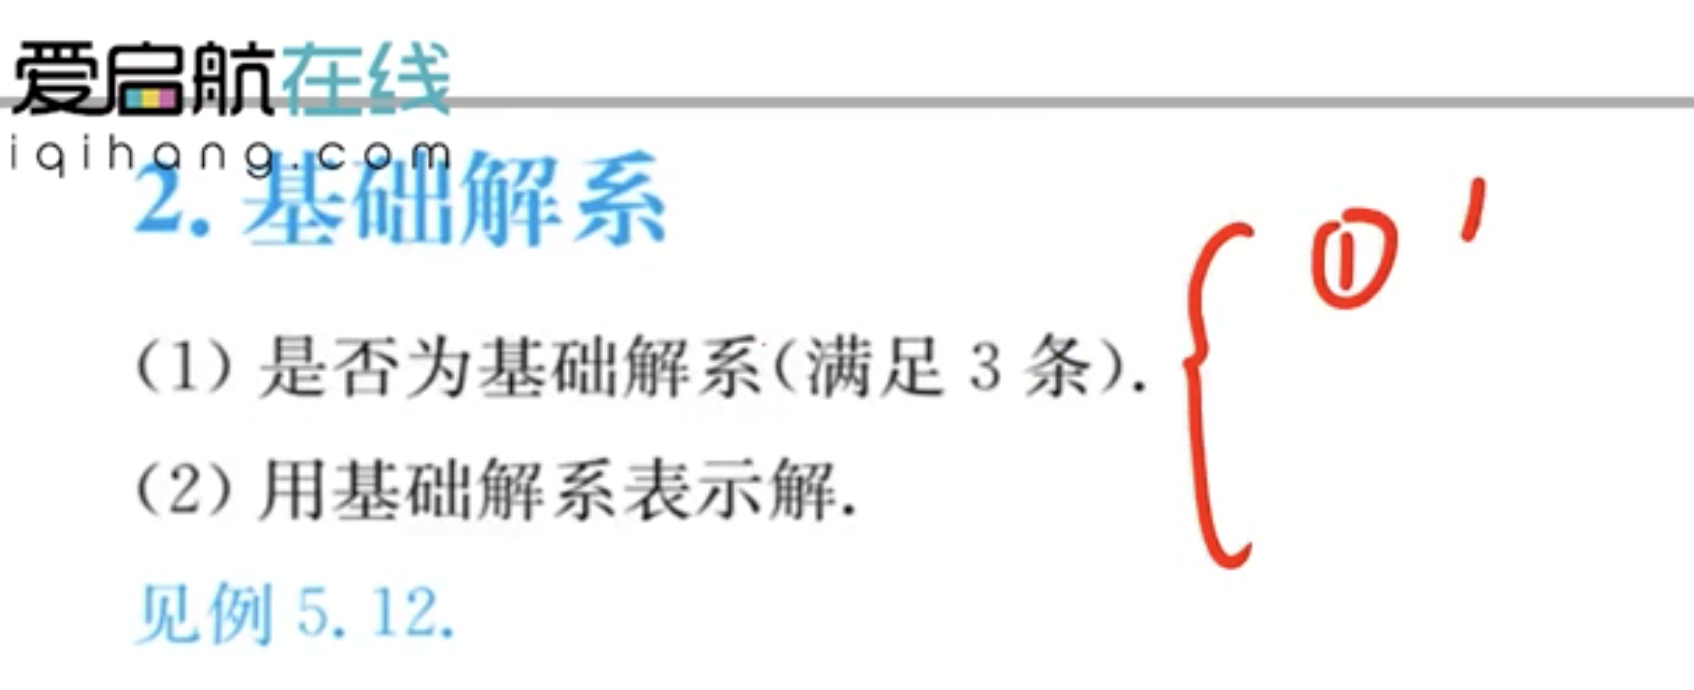 爱启航在线
iqihang.com
2. 基础解系
(1) 是否为基础解系(满足 3 条).
(2) 用基础解系表示解.
见例 5.12.
①